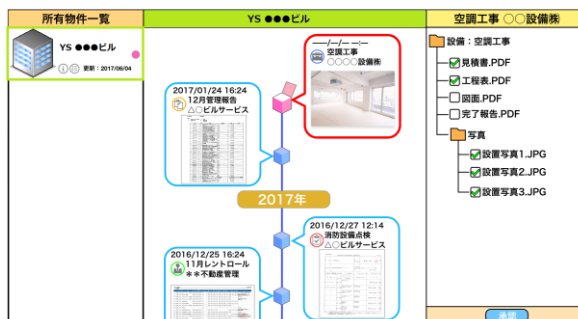 所有物件一覧
YS ●●●ビル
更新：2017/06/04
YS ●●●ビル
----/--/-- --:--
空調工事
○○○○設備㈱
2017/01/24 16:24
12月管理報告
△○ビルサービス
2017年
2016/12/27 12:14
消防設備点検
△○ビルサービス
2016/12/25 16:24
11月レントロール
＊＊不動産管理
空調工事 ○○設備㈱
設備：空調工事
見積書.PDF
工程表.PDF
図面.PDF
完了報告.PDF
写真
設置写真1.JPG
設置写真2.JPG
設置写真3.JPG
承認